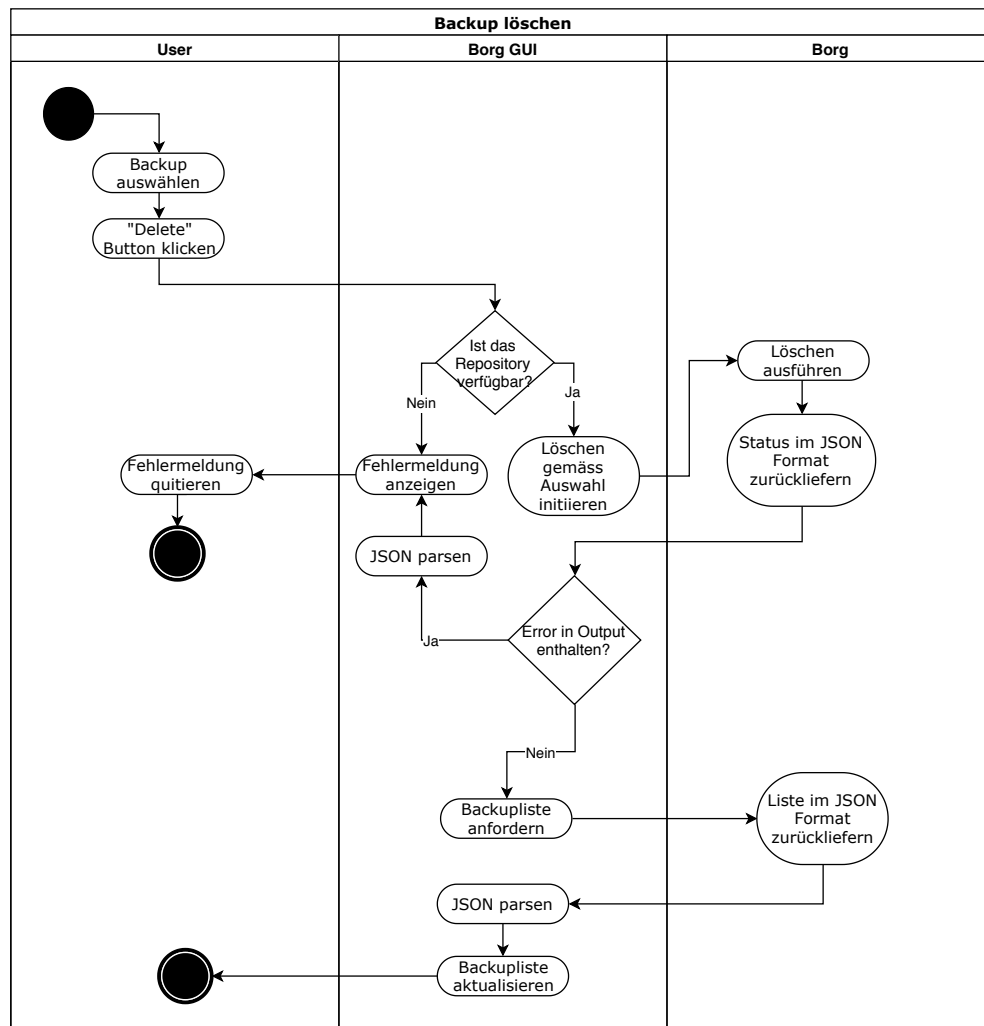 Backup löschen
User
Borg GUI
Borg
Backup
auswählen
"Delete"
Button klicken
Ist das
Repository
verfügbar?
Nein
Ja
Löschen
ausführen
Status im JSON
Format
zurückliefern
Löschen
gemäss
Auswahl
initiieren
Fehlermeldung
anzeigen
Fehlermeldung
quitieren
JSON parsen
Error in Output
enthalten?
Ja
Nein
Backupliste
anfordern
Liste im JSON
Format
zurückliefern
JSON parsen
Backupliste
aktualisieren